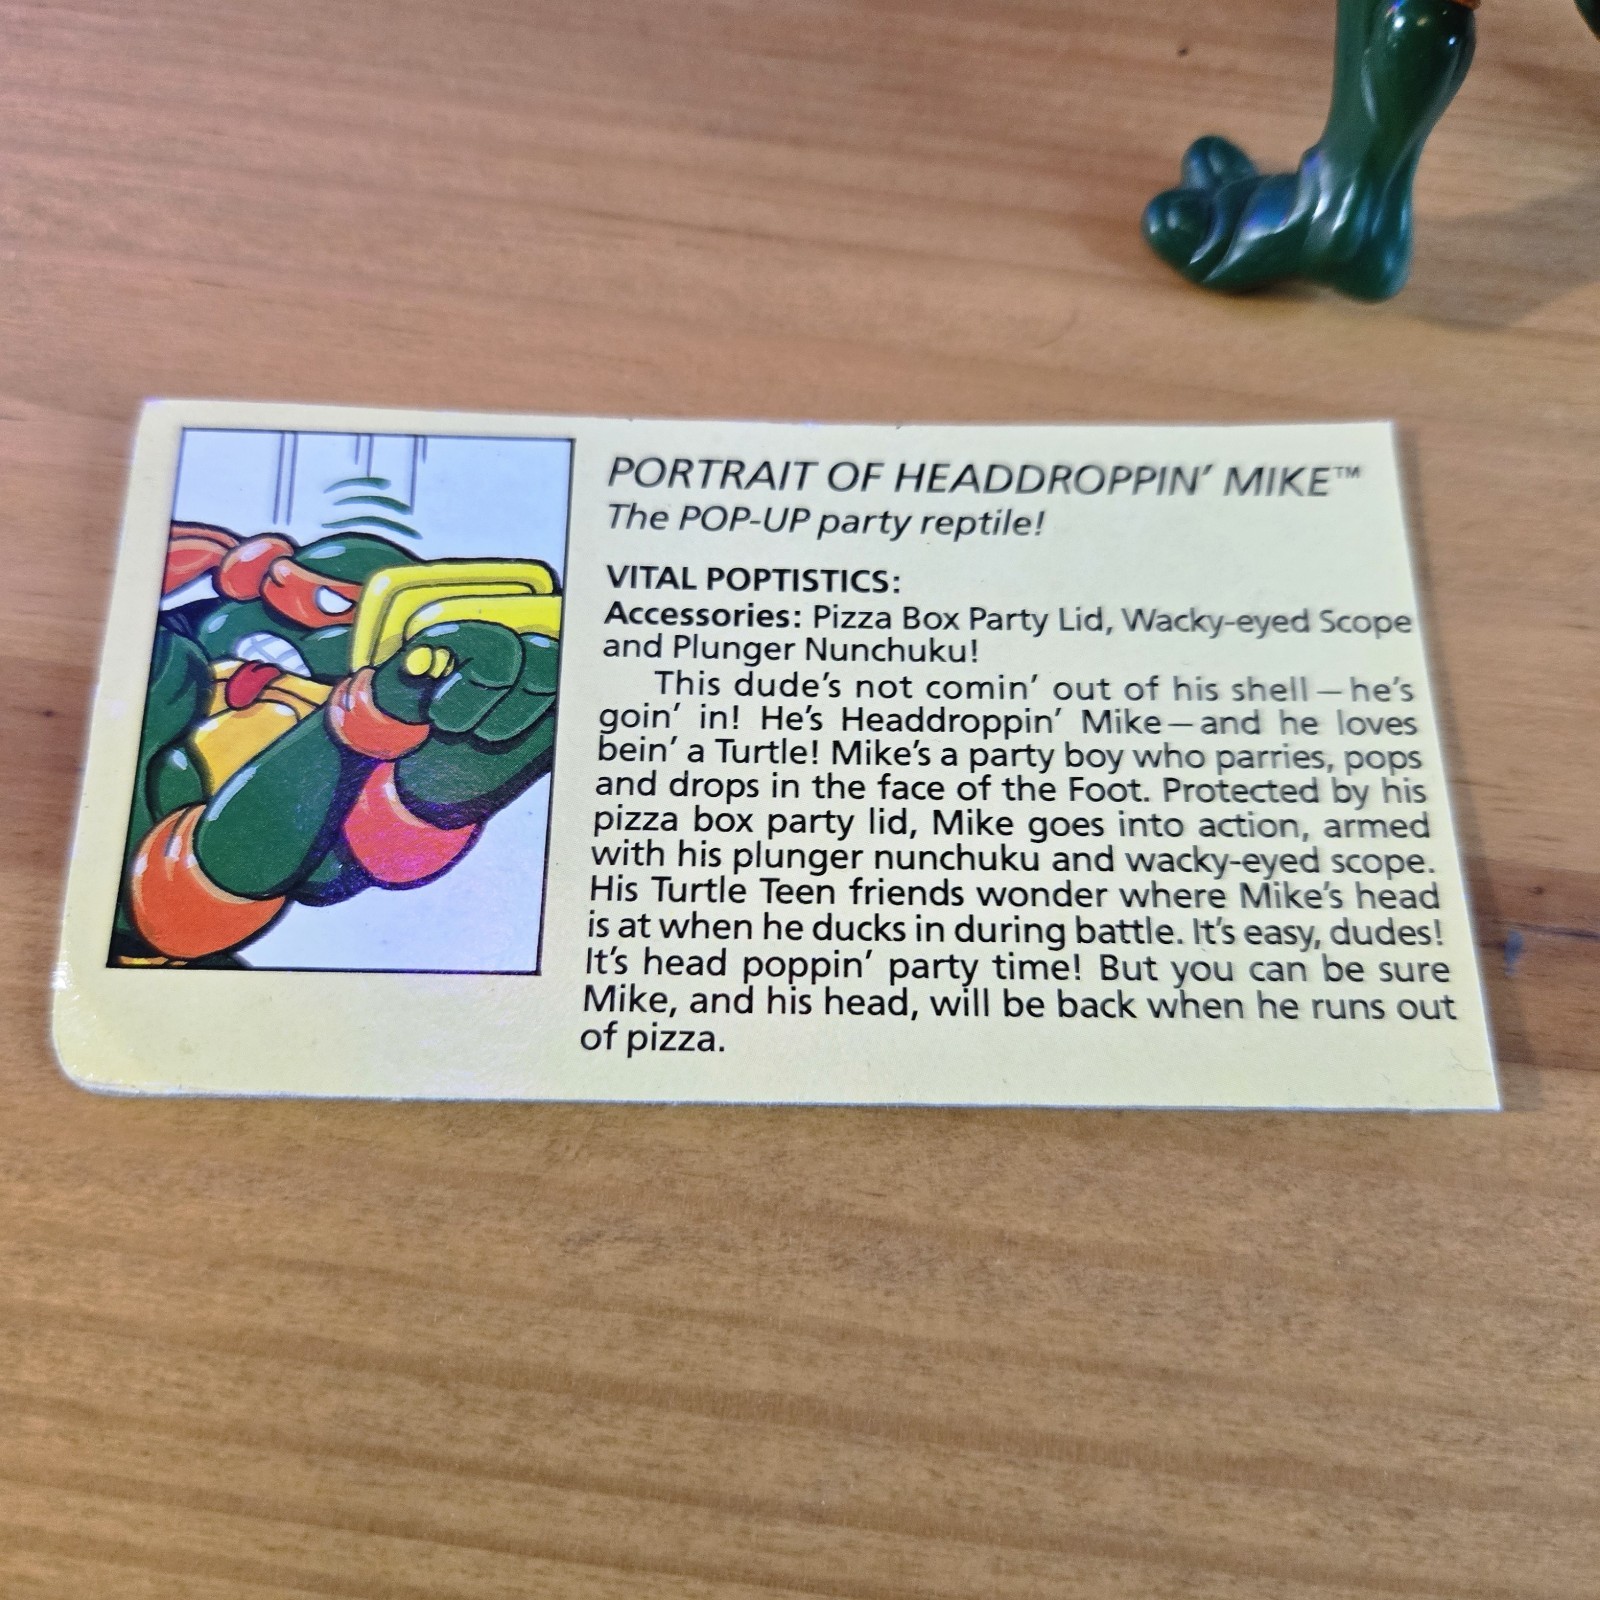 PORTRAIT OF HEADDROPPIN' MIKE™
The POP-UP party reptile!
VITAL POPTISTICS:
Accessories: Pizza Box Party Lid, Wacky-eyed Scope
and Plunger Nunchuku!
This dude's not comin' out of his shell—he's
goin' in! He's Headdroppin' Mike—and he loves
bein' a Turtle! Mike's a party boy who parries, pops
and drops in the face of the Foot. Protected by his
pizza box party lid, Mike goes into action, armed
with his plunger nunchuku and wacky-eyed scope.
His Turtle Teen friends wonder where Mike's head
is at when he ducks in during battle. It's easy, dudes!
It's head poppin' party time! But you can be sure
Mike, and his head, will be back when he runs out
of pizza.